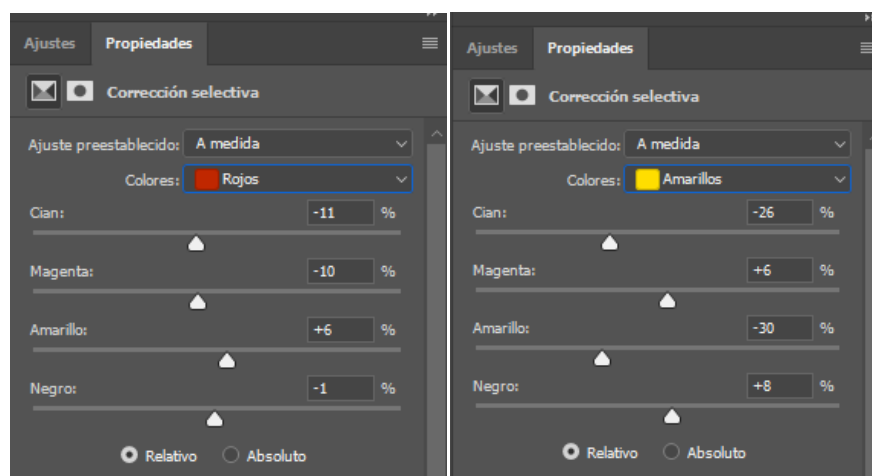 Ajustes Propiedades
Corrección selectiva
Ajuste preestablecido: A medida
Colores: Rojos
Cian: -11 %
Magenta: -10 %
Amarillo: +6 %
Negro: -1 %
Relativo Absoluto
Ajustes Propiedades
Corrección selectiva
Ajuste preestablecido: A medida
Colores: Amarillos
Cian: -26 %
Magenta: +6 %
Amarillo: -30 %
Negro: +8 %
Relativo Absoluto